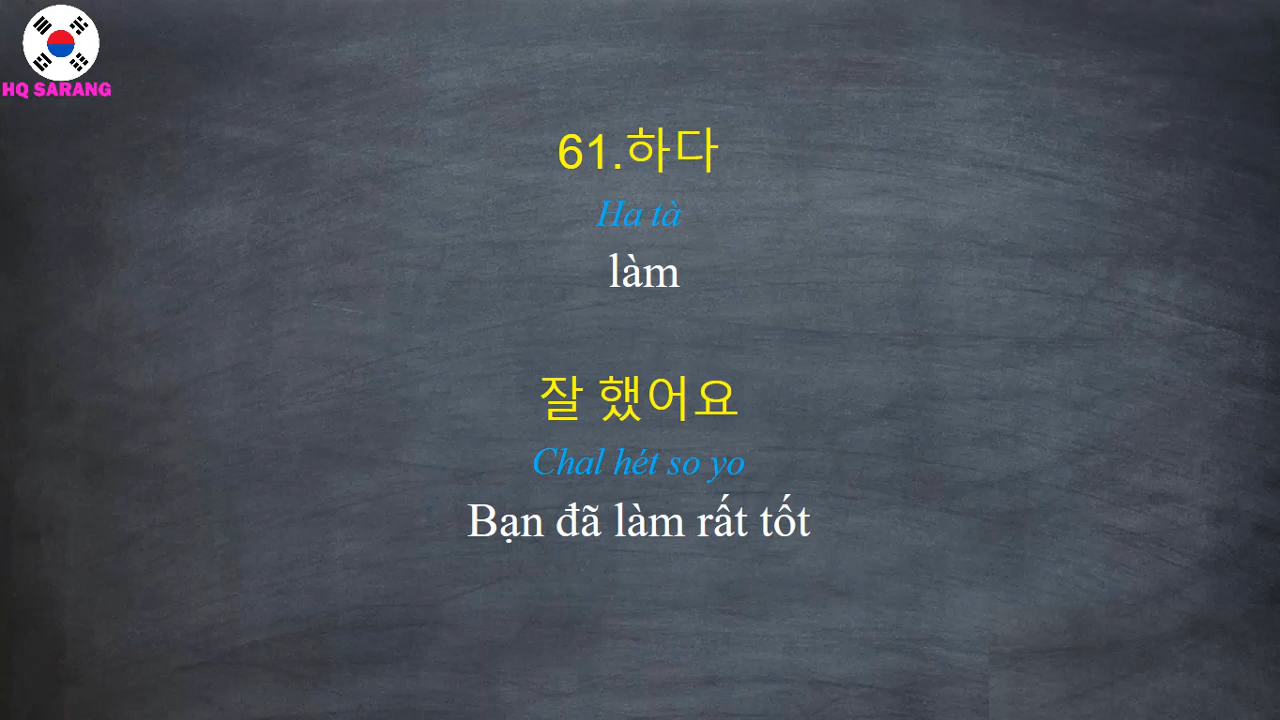 HQ SARANG
61.하다
Ha tà
làm
잘 했어요
Chal hét so yo
Bạn đã làm rất tốt